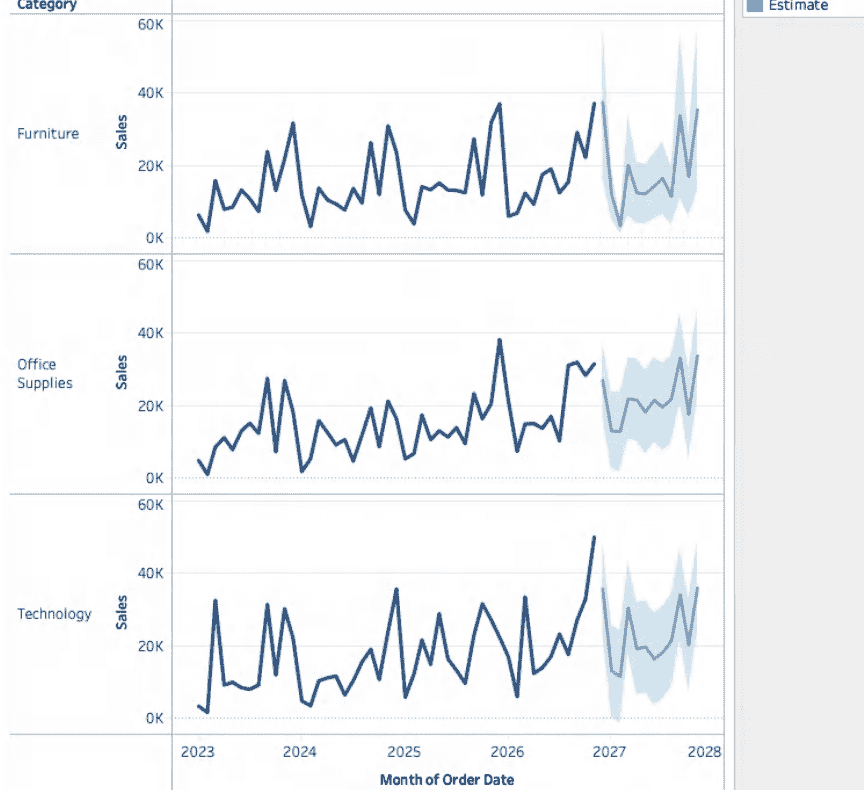 Category
Estimate
60K
40K
Furniture
Sales
20K
0K
60K
40K
Office
Supplies
Sales
20K
0K
60K
40K
Technology
Sales
20K
0K
2023 2024 2025 2026 2027 2028
Month of Order Date